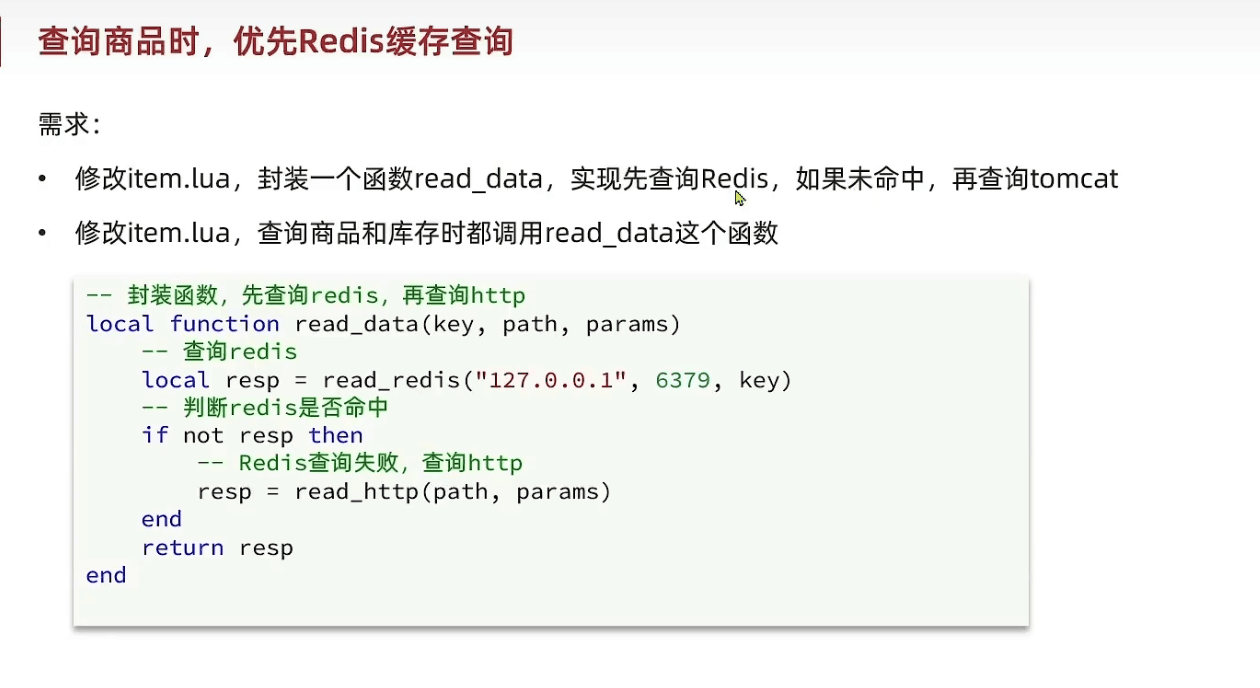 查询商品时，优先Redis缓存查询
需求：
• 修改item.lua，封装一个函数read_data，实现先查询Redis，如果未命中，再查询tomcat
• 修改item.lua，查询商品和库存时都调用read_data这个函数
-- 封装函数，先查询redis，再查询http
local function read_data(key, path, params)
    -- 查询redis
    local resp = read_redis("127.0.0.1", 6379, key)
    -- 判断redis是否命中
    if not resp then
        -- Redis查询失败，查询http
        resp = read_http(path, params)
    end
    return resp
end